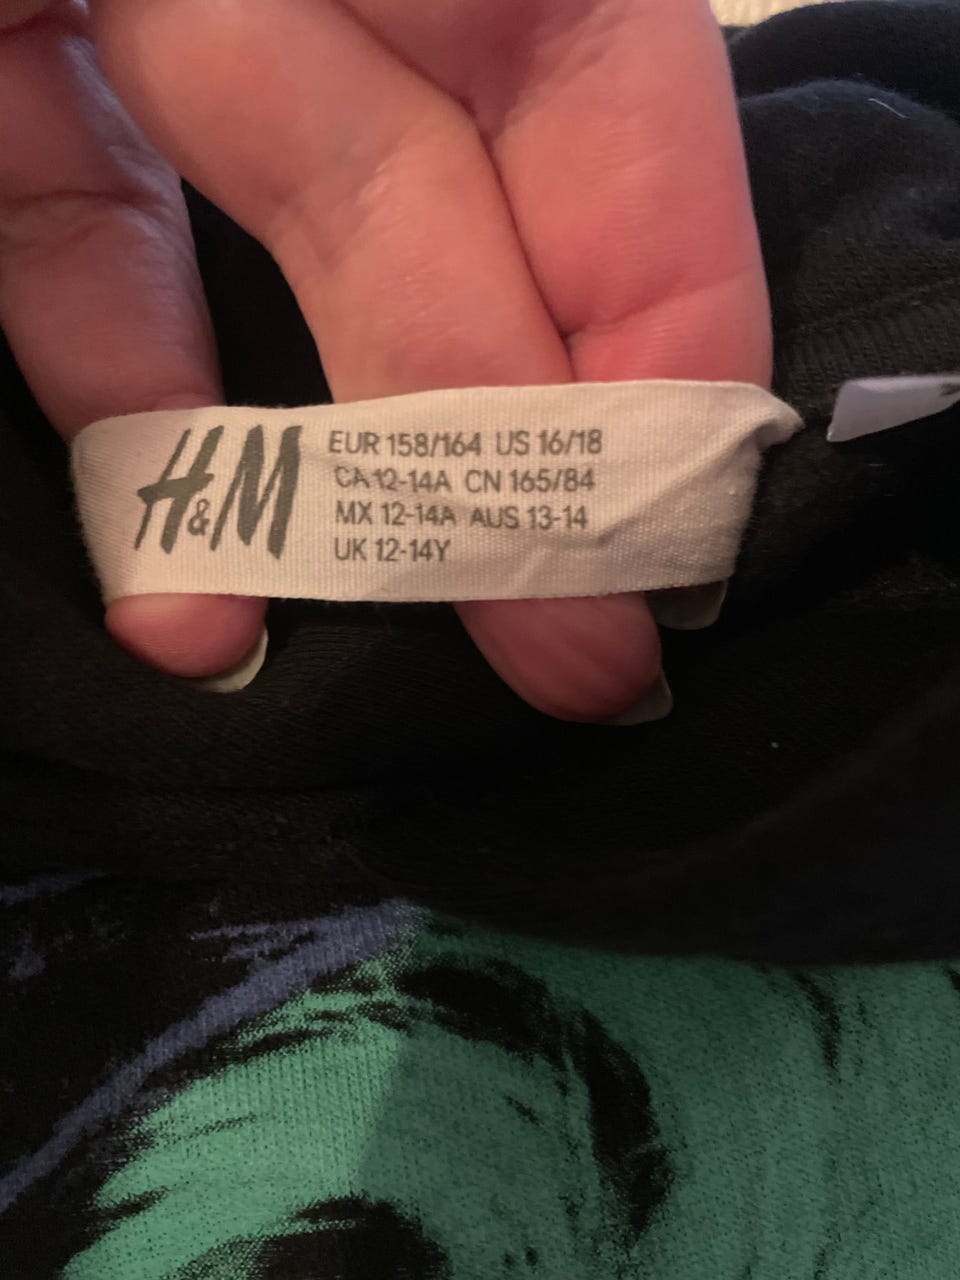 H&M
EUR 158/164 US 16/18
CA 12-14A CN 165/84
MX 12-14A AUS 13-14
UK 12-14Y